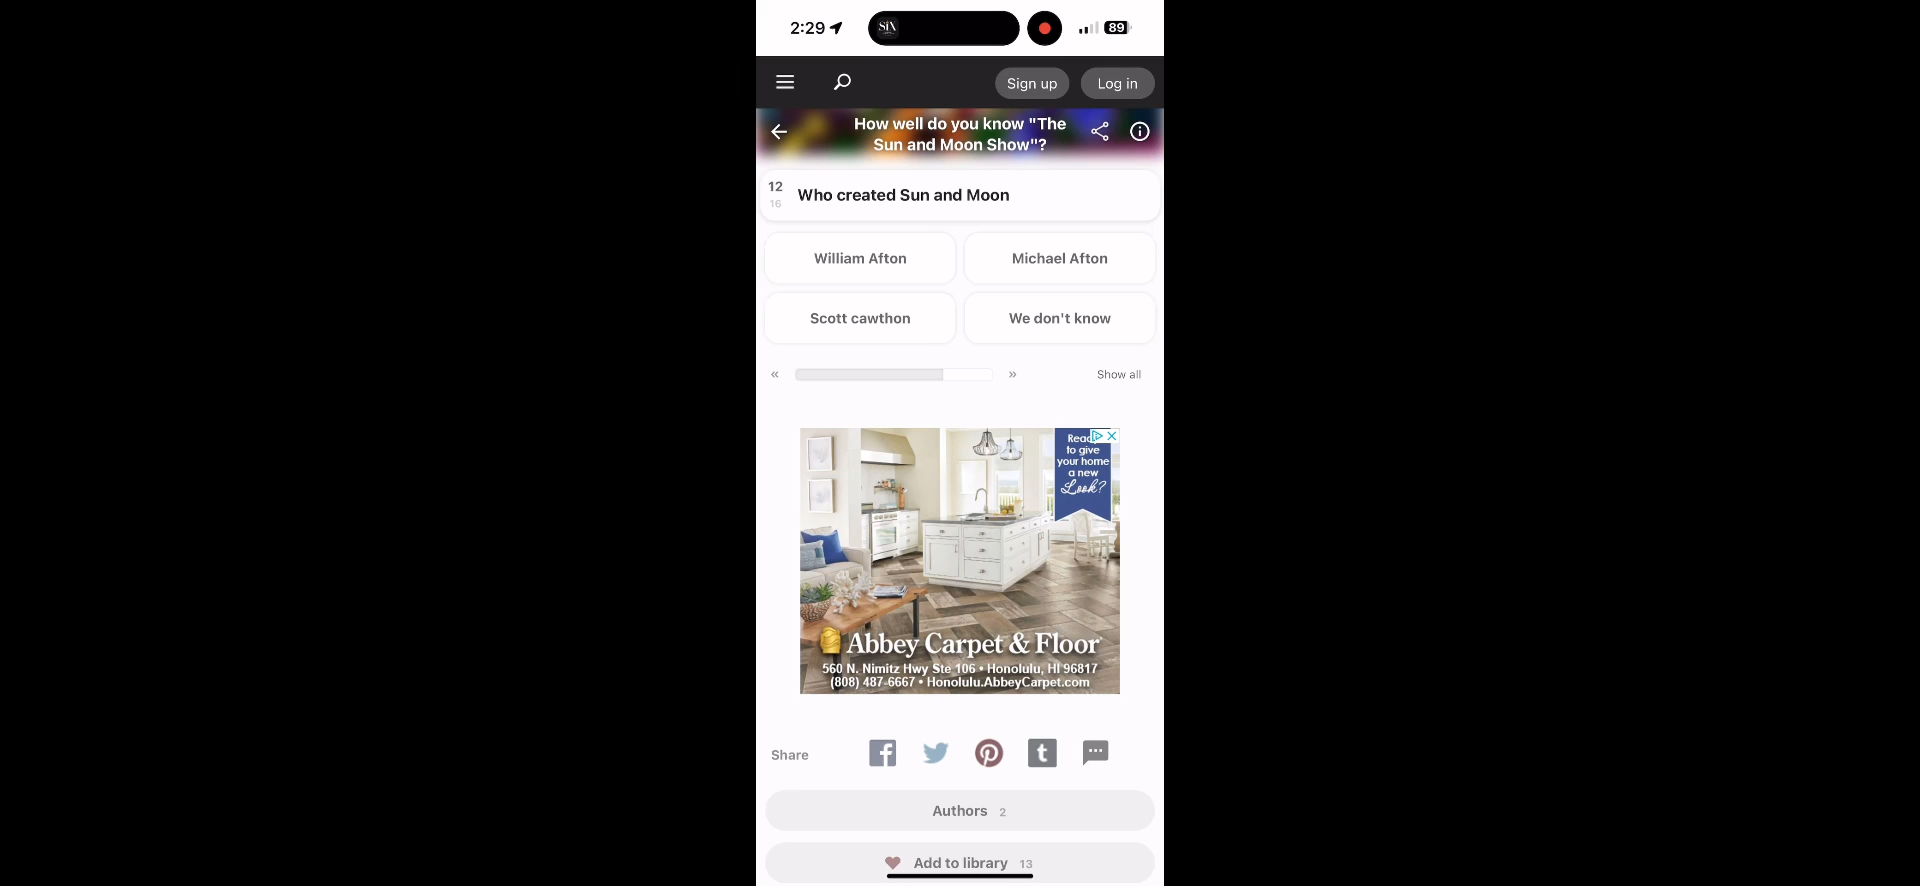 2:29
SIX
89
Sign up
Log in
How well do you know "The
Sun and Moon Show"?
12
16
Who created Sun and Moon
William Afton
Michael Afton
Scott cawthon
We don't know
«
»
Show all
to give
your home
a new
Look?
Abbey Carpet & Floor
560 N. Nimitz Hwy Ste 106 • Honolulu, HI 96817
(808) 487-6667 • Honolulu.AbbeyCarpet.com
Share
Authors 2
Add to library 13